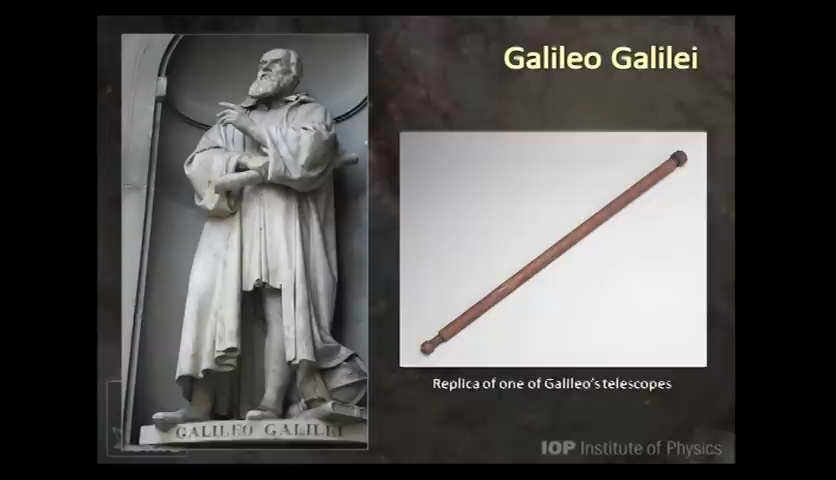 Galileo Galilei
Replica of one of Galileo's telescopes
GALILEO GALILEI
IOP Institute of Physics